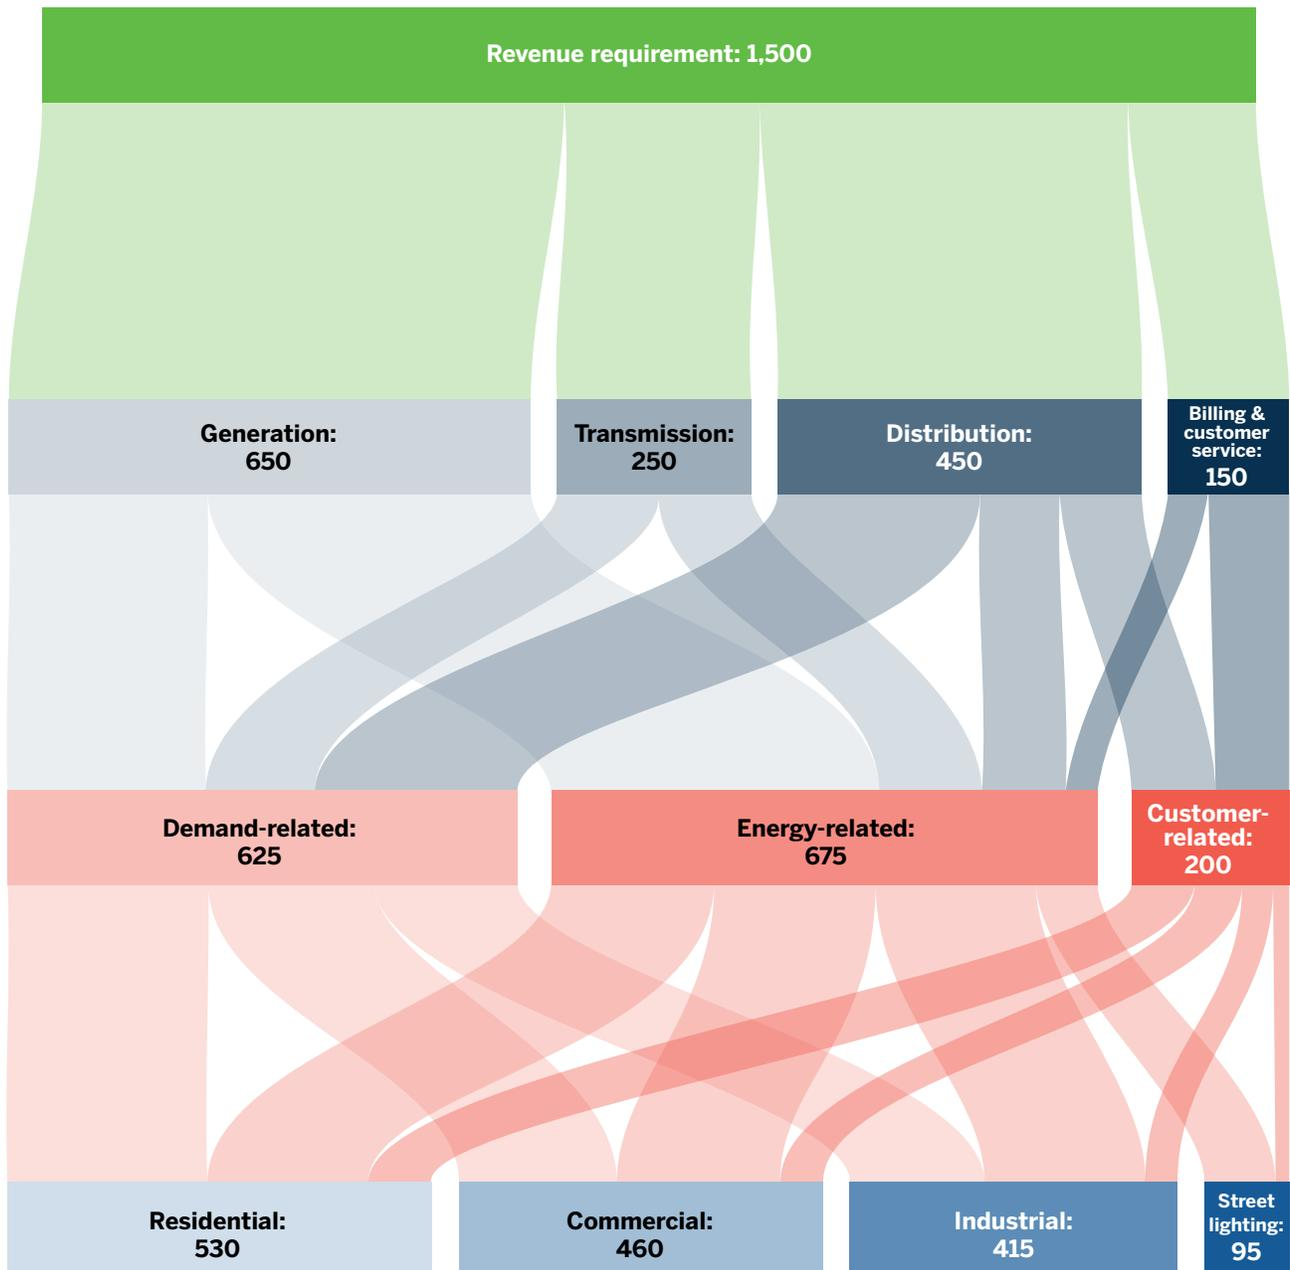 Revenue requirement: 1,500
Generation:
650
Transmission:
250
Distribution:
450
Billing &
customer
service:
150
Demand-related:
625
Energy-related:
675
Customer-
related:
200
Residential:
530
Commercial:
460
Industrial:
415
Street
lighting:
95